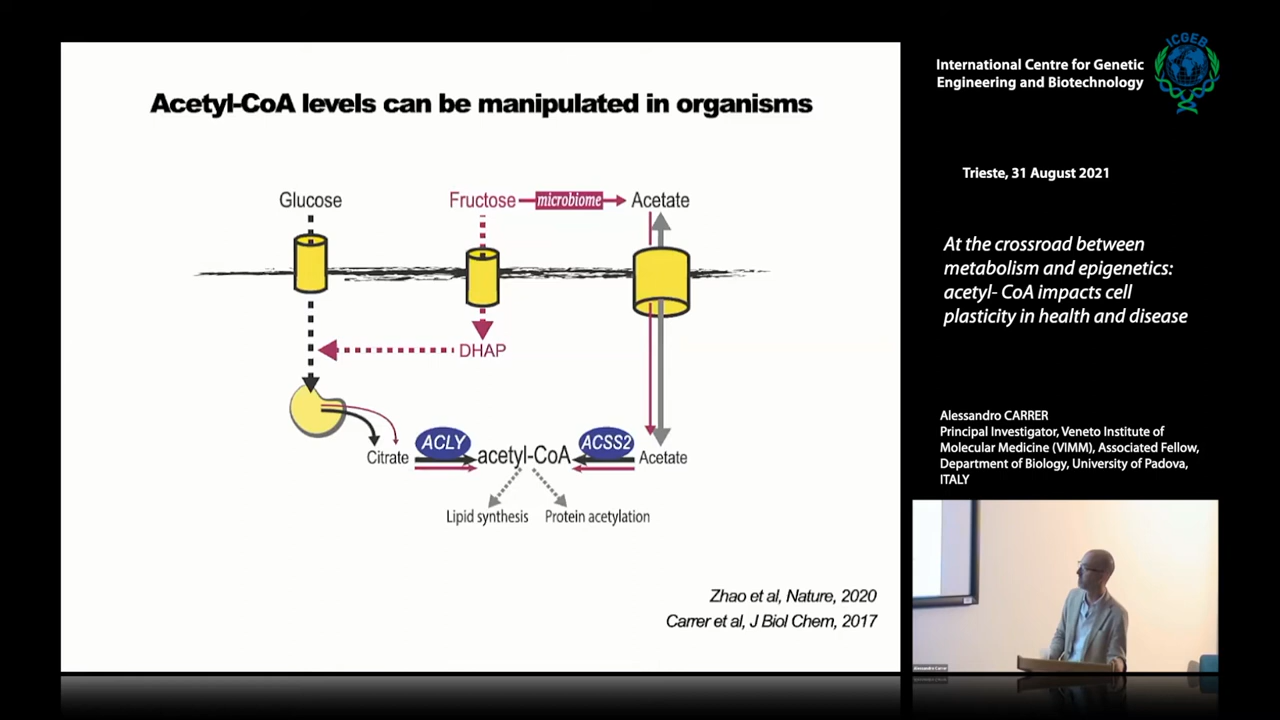 Acetyl-CoA levels can be manipulated in organisms
Glucose
Fructose
microbiome
Acetate
DHAP
Citrate
ACLY
acetyl-CoA
ACSS2
Acetate
Lipid synthesis
Protein acetylation
Zhao et al, Nature, 2020
Carrer et al, J Biol Chem, 2017
International Centre for Genetic
Engineering and Biotechnology
ICGEB
Trieste, 31 August 2021
At the crossroad between
metabolism and epigenetics:
acetyl- CoA impacts cell
plasticity in health and disease
Alessandro CARRER
Principal Investigator, Veneto Institute of
Molecular Medicine (VIMM), Associated Fellow,
Department of Biology, University of Padova,
ITALY
Alessandro Carrer